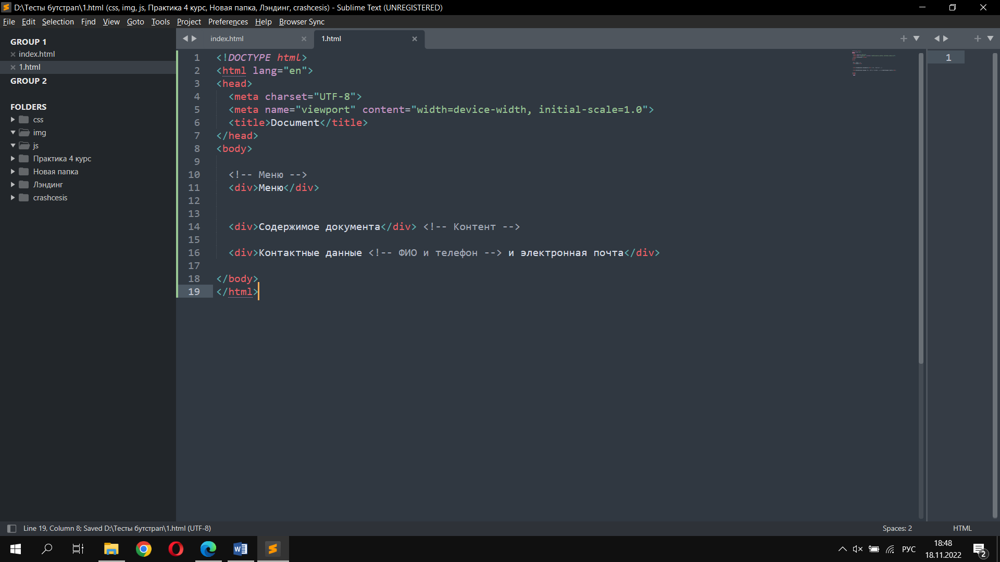 D:\Тесты бутстрап\1.html (css, img, js, Практика 4 курс, Новая папка, Лэндинг, crashcesis) - Sublime Text (UNREGISTERED)
File Edit Selection Find View Goto Tools Project Preferences Help Browser Sync
GROUP 1
index.html
1.html
GROUP 2
FOLDERS
css
img
js
Практика 4 курс
Новая папка
Лэндинг
crashcesis
index.html
1.html
1 <!DOCTYPE html>
2 <html lang="en">
3 <head>
4 <meta charset="UTF-8">
5 <meta name="viewport" content="width=device-width, initial-scale=1.0">
6 <title>Document</title>
7 </head>
8 <body>
9
10 <!-- Меню -->
11 <div>Меню</div>
12
13
14 <div>Содержимое документа</div> <!-- Контент -->
15
16 <div>Контактные данные <!-- ФИО и телефон --> и электронная почта</div>
17
18 </body>
19 </html>
1
Line 19, Column 8; Saved D:\Тесты бутстрап\1.html (UTF-8)
Spaces: 2
HTML
РУС
18:48
18.11.2022
2